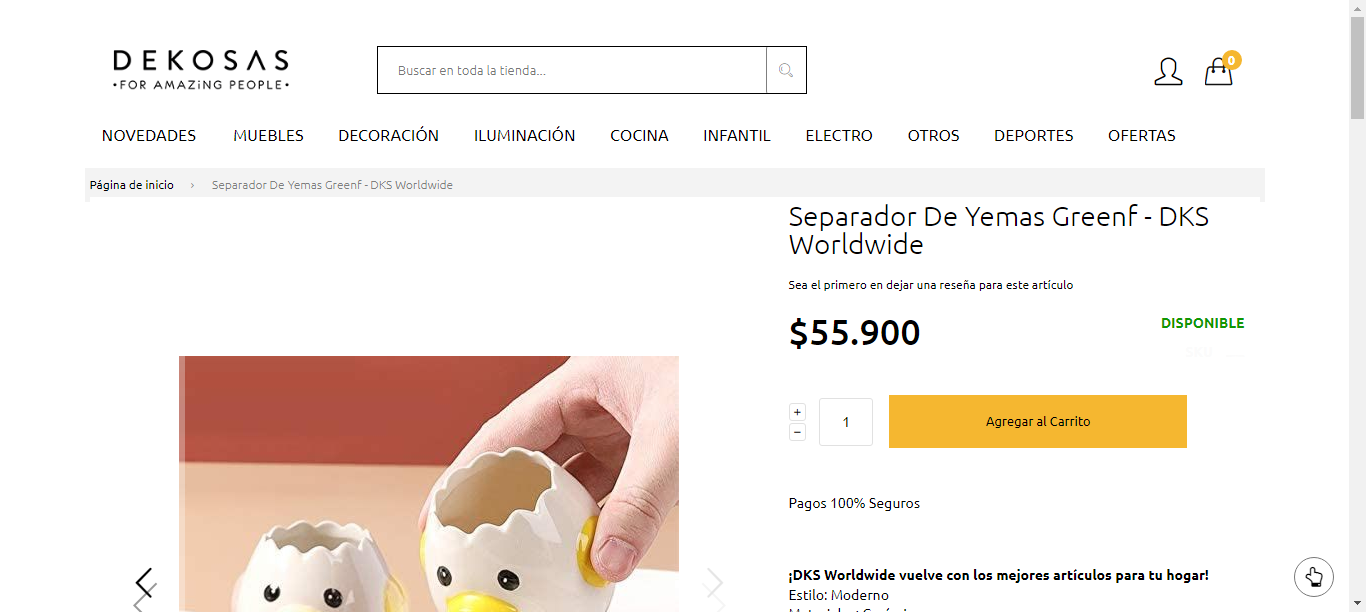 DEKOSAS
•FOR AMAZiNG PEOPLE•
Buscar en toda la tienda...
0
NOVEDADES MUEBLES DECORACIÓN ILUMINACIÓN COCINA INFANTIL ELECTRO OTROS DEPORTES OFERTAS
Página de inicio › Separador De Yemas Greenf - DKS Worldwide
Separador De Yemas Greenf - DKS
Worldwide
Sea el primero en dejar una reseña para este artículo
$55.900
DISPONIBLE
SKU
+
−
1
Agregar al Carrito
Pagos 100% Seguros
¡DKS Worldwide vuelve con los mejores artículos para tu hogar!
Estilo: Moderno